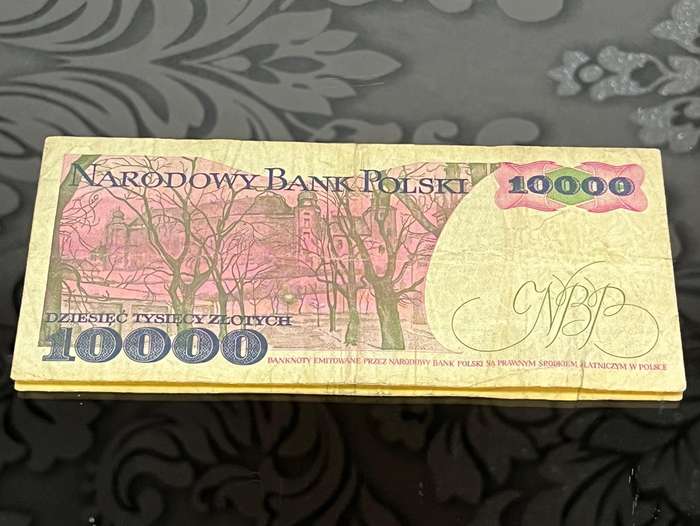 NARODOWY BANK POLSKI
10000
NBP
DZIESIĘĆ TYSIĘCY ZŁOTYCH
10000
BANKNOTY EMITOWANE PRZEZ NARODOWY BANK POLSKI SĄ PRAWNYM ŚRODKIEM PŁATNICZYM W POLSCE